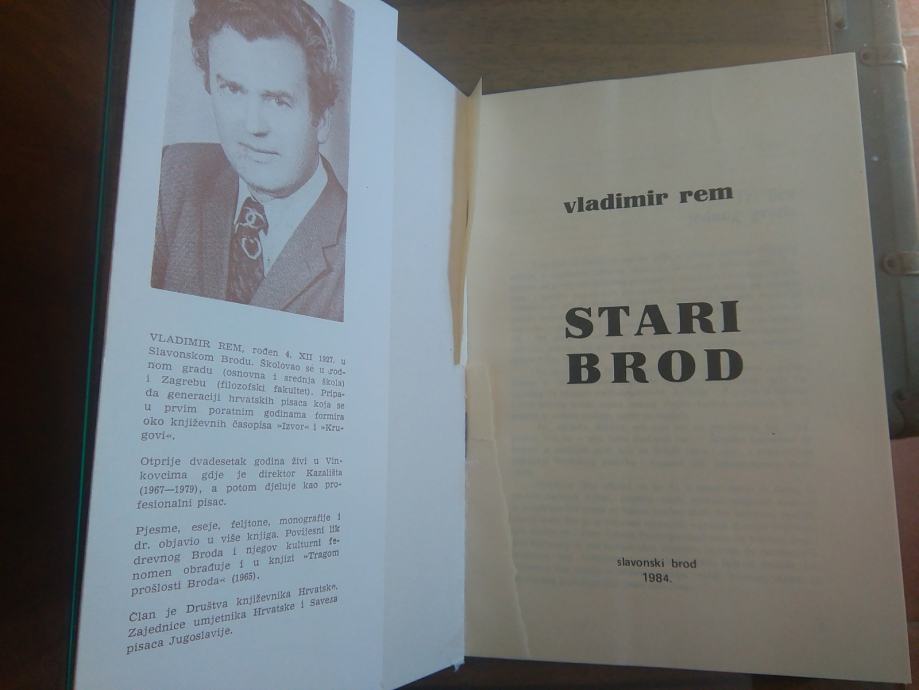 VLADIMIR REM, rođen 4. XII 1927. u
Slavonskom Brodu. Školovao se u rod-
nom gradu (osnovna i srednja škola)
i Zagrebu (filozofski fakultet). Pripa-
da generaciji hrvatskih pisaca koja se
u prvim poratnim godinama formira
oko književnih časopisa »Izvor« i »Kru-
govi«.
Otprije dvadesetak godina živi u Vin-
kovcima gdje je direktor Kazališta
(1967—1979), a potom djeluje kao pro-
fesionalni pisac.
Pjesme, eseje, feljtone, monografije i
dr. objavio u više knjiga. Povijesni lik
drevnog Broda i njegov kulturni fe-
nomen obrađuje i u knjizi »Tragom
prošlosti Broda« (1965).
Član je Društva književnika Hrvatske,
Zajednice umjetnika Hrvatske i Saveza
pisaca Jugoslavije.
vladimir rem
STARI
BROD
slavonski brod
1984.